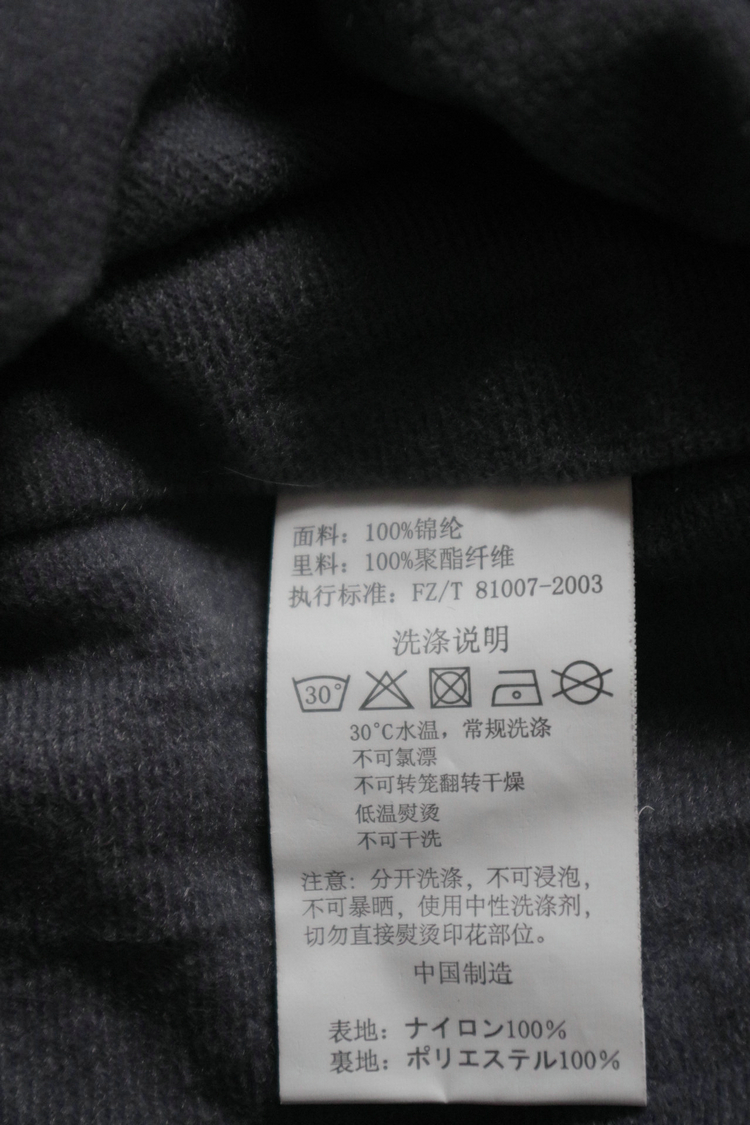 面料：100%锦纶
里料：100%聚酯纤维
执行标准：FZ/T 81007-2003
洗涤说明
30°
30°C水温，常规洗涤
不可氯漂
不可转笼翻转干燥
低温熨烫
不可干洗
注意：分开洗涤，不可浸泡，
不可暴晒，使用中性洗涤剂，
切勿直接熨烫印花部位。
中国制造
表地：ナイロン100%
裏地：ポリエステル100%